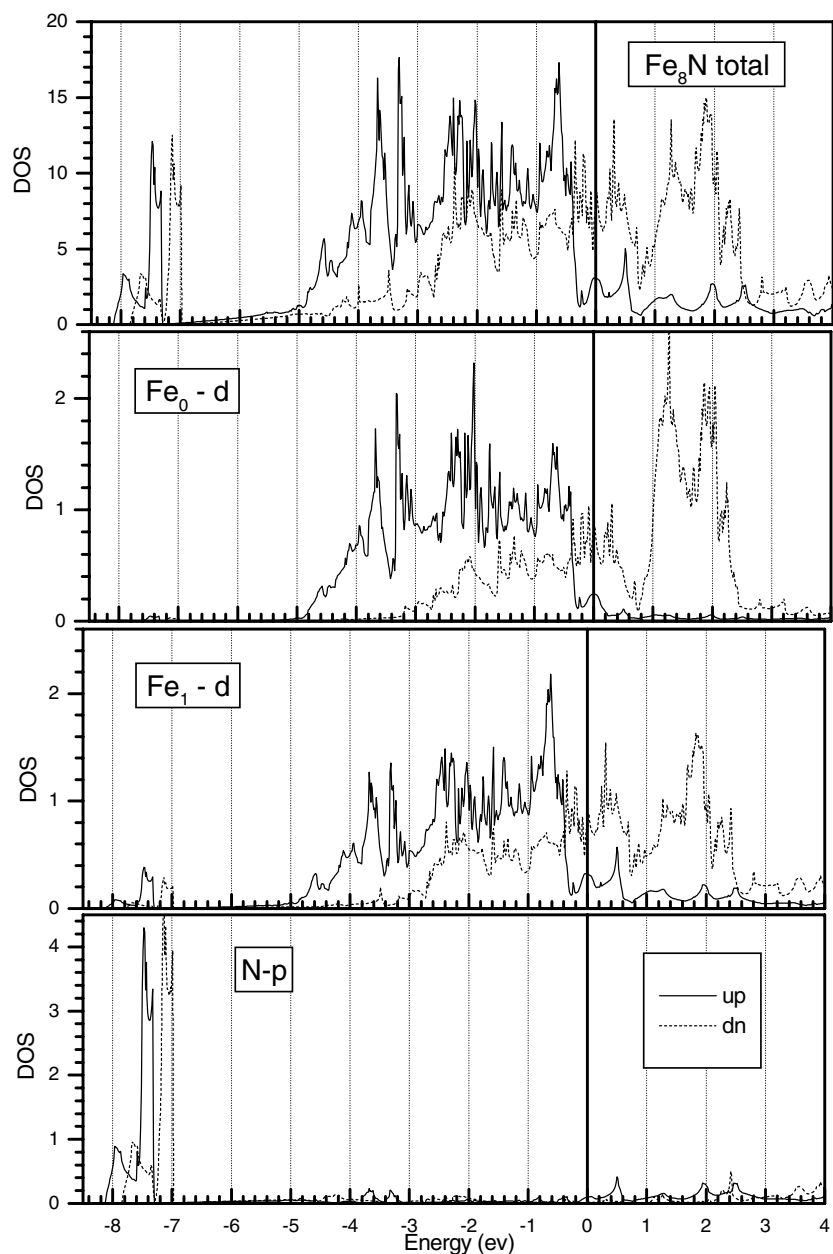 20
15
10
5
0
DOS
Fe₈N total
2
1
0
DOS
Fe₀ - d
2
1
0
DOS
Fe₁ - d
4
3
2
1
0
DOS
N-p
up
dn
-8 -7 -6 -5 -4 -3 -2 -1 0 1 2 3 4
Energy (ev)